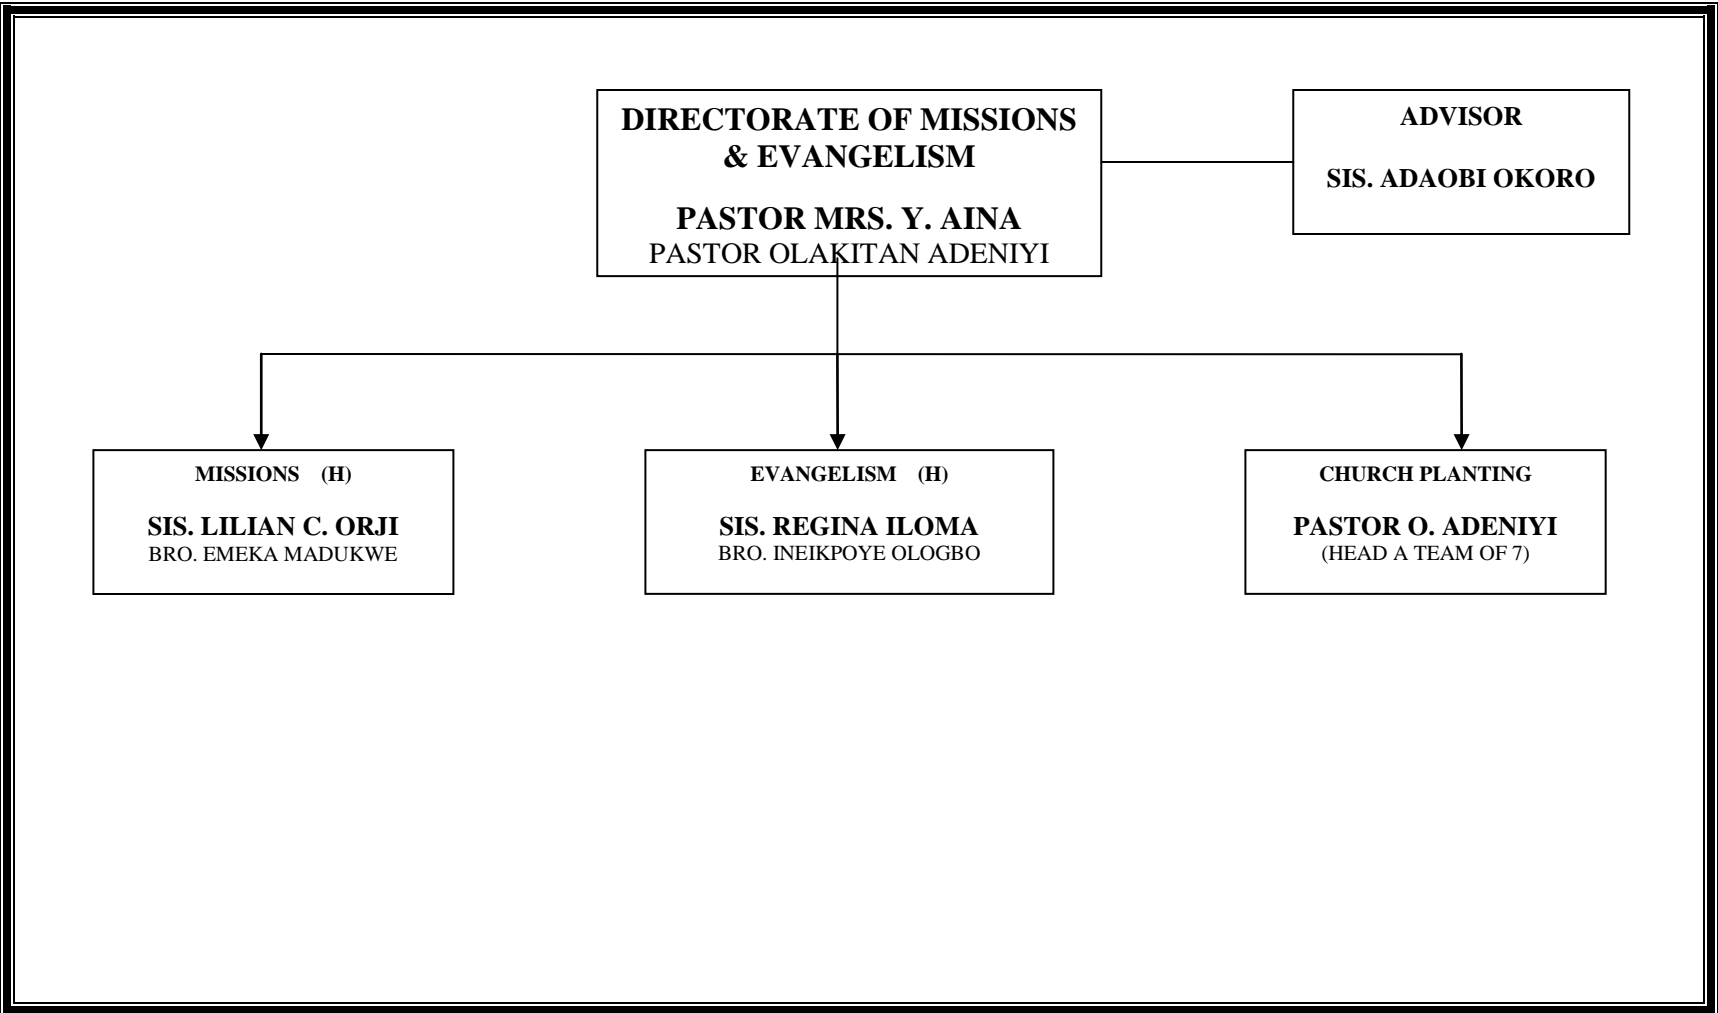 DIRECTORATE OF MISSIONS
& EVANGELISM
PASTOR MRS. Y. AINA
PASTOR OLAKITAN ADENIYI
ADVISOR
SIS. ADAOBI OKORO
MISSIONS (H)
SIS. LILIAN C. ORJI
BRO. EMEKA MADUKWE
EVANGELISM (H)
SIS. REGINA ILOMA
BRO. INEIKPOYE OLOGBO
CHURCH PLANTING
PASTOR O. ADENIYI
(HEAD A TEAM OF 7)